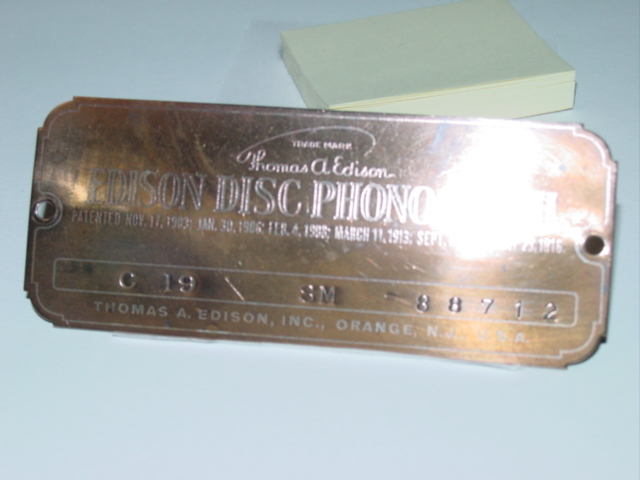 TRADE MARK
Thomas A Edison
EDISON DISC
PATENTED NOV. 17, 1903; JAN. 30, 1906; FEB. 4, 1908; MARCH 11, 1913; SEPT.
C 19 SM 88712
THOMAS A. EDISON, INC., ORANGE, N.J., U.S.A.